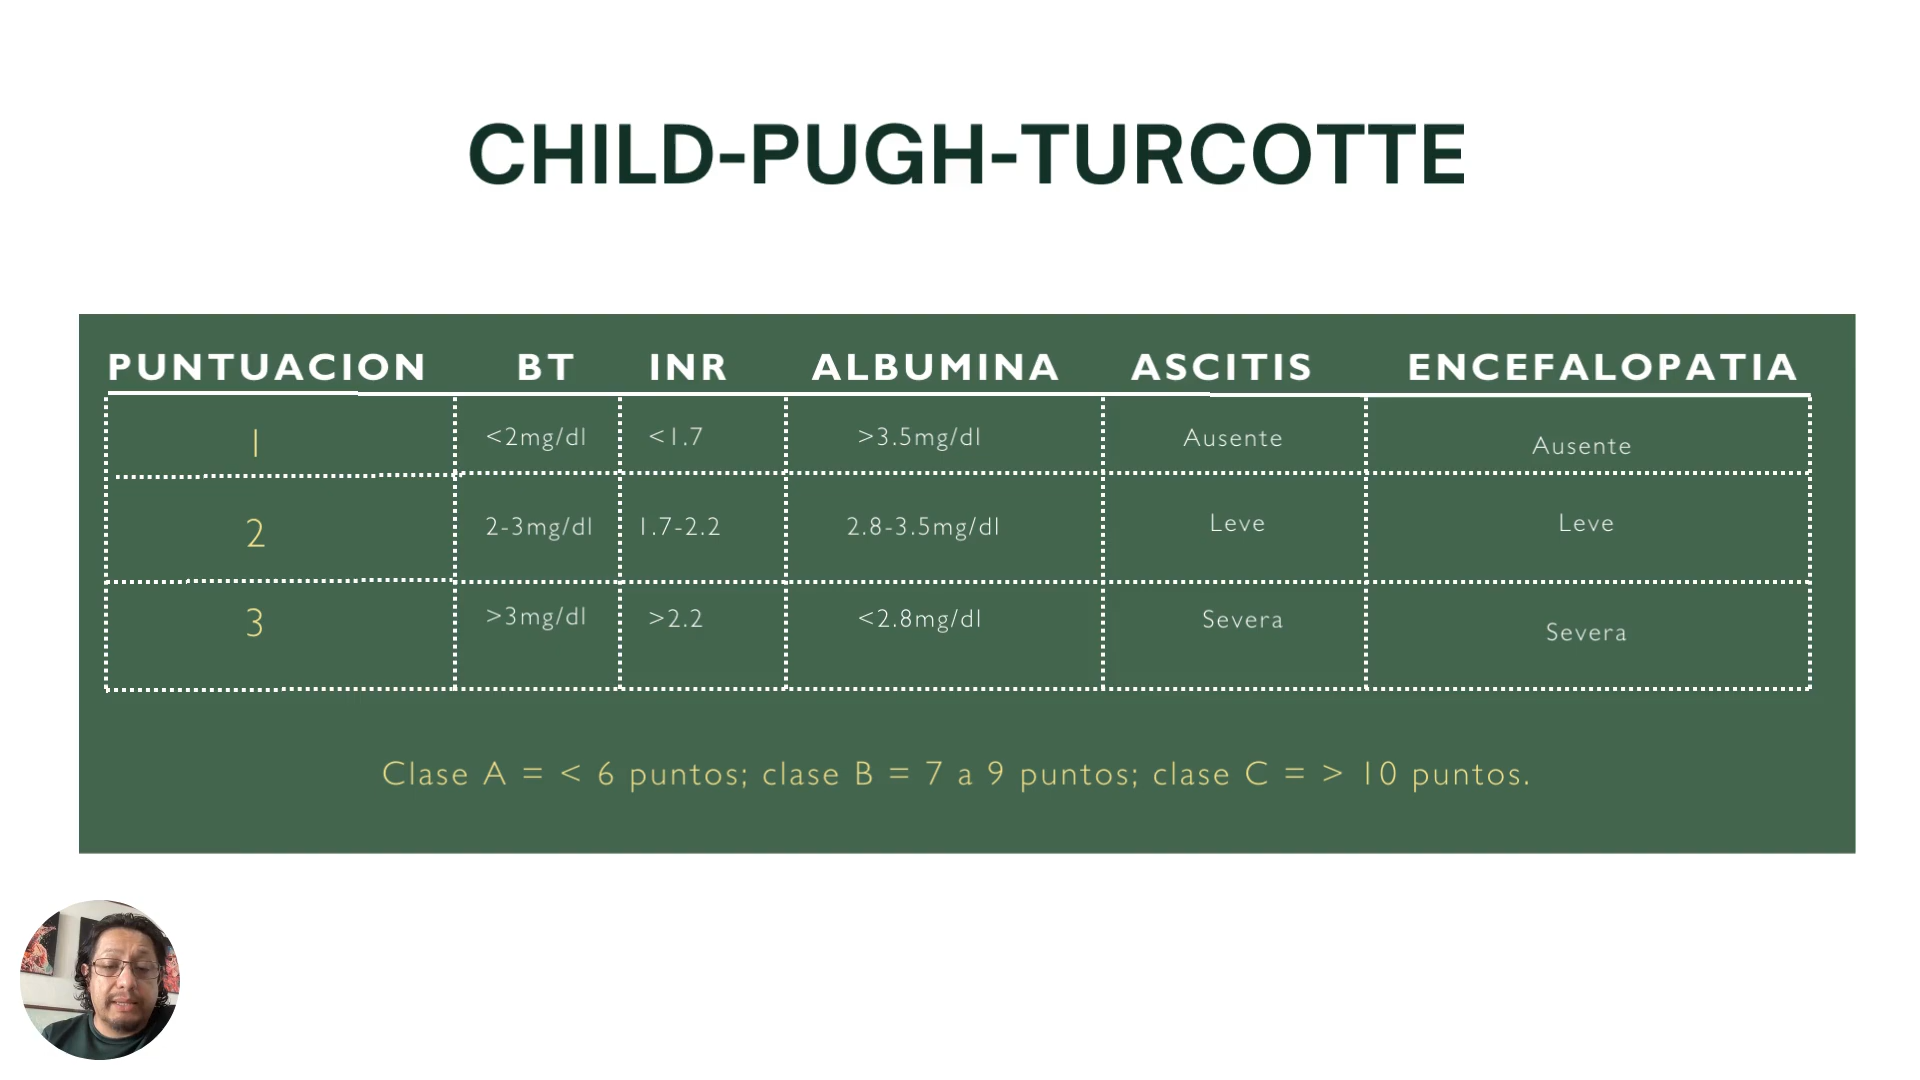 CHILD-PUGH-TURCOTTE
PUNTUACION BT INR ALBUMINA ASCITIS ENCEFALOPATIA
1 <2mg/dl <1.7 >3.5mg/dl Ausente Ausente
2 2-3mg/dl 1.7-2.2 2.8-3.5mg/dl Leve Leve
3 >3mg/dl >2.2 <2.8mg/dl Severa Severa
Clase A = < 6 puntos; clase B = 7 a 9 puntos; clase C = > 10 puntos.